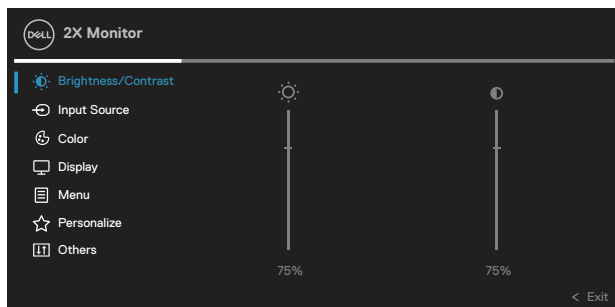 DELL 2X Monitor
Brightness/Contrast
Input Source
Color
Display
Menu
Personalize
Others
75% 75%
< Exit